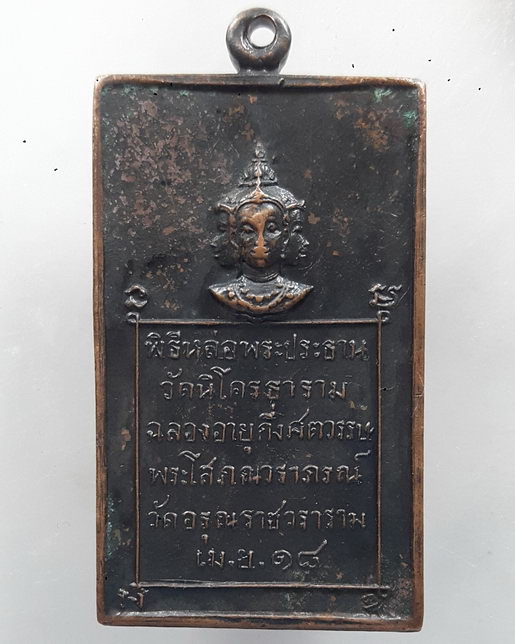 พิธีหล่อพระประธาน
วัดนิโครธาราม
ฉลองอายุกึ่งศตวรรษ
พระโสภณวราภรณ์
วัดอรุณราชวราราม
เม.ย. ๑๘